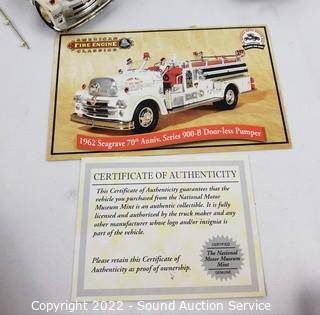 AMERICAN
FIRE ENGINE
CLASSICS
1962 Seagrave 70th Anniv. Series 900-B Door-less Pumper
CERTIFICATE OF AUTHENTICITY
This Certificate of Authenticity guarantees that the
vehicle you purchased from the National Motor
Museum Mint is an authentic collectible. It is fully
licensed and authorized by the truck maker and any
other manufacturer whose logo and/or insignia is
part of the vehicle.
Please retain this Certificate of
Authenticity as proof of ownership.
CERTIFIED
The National
Motor Museum
Mint
GENUINE
Copyright 2022 - Sound Auction Service